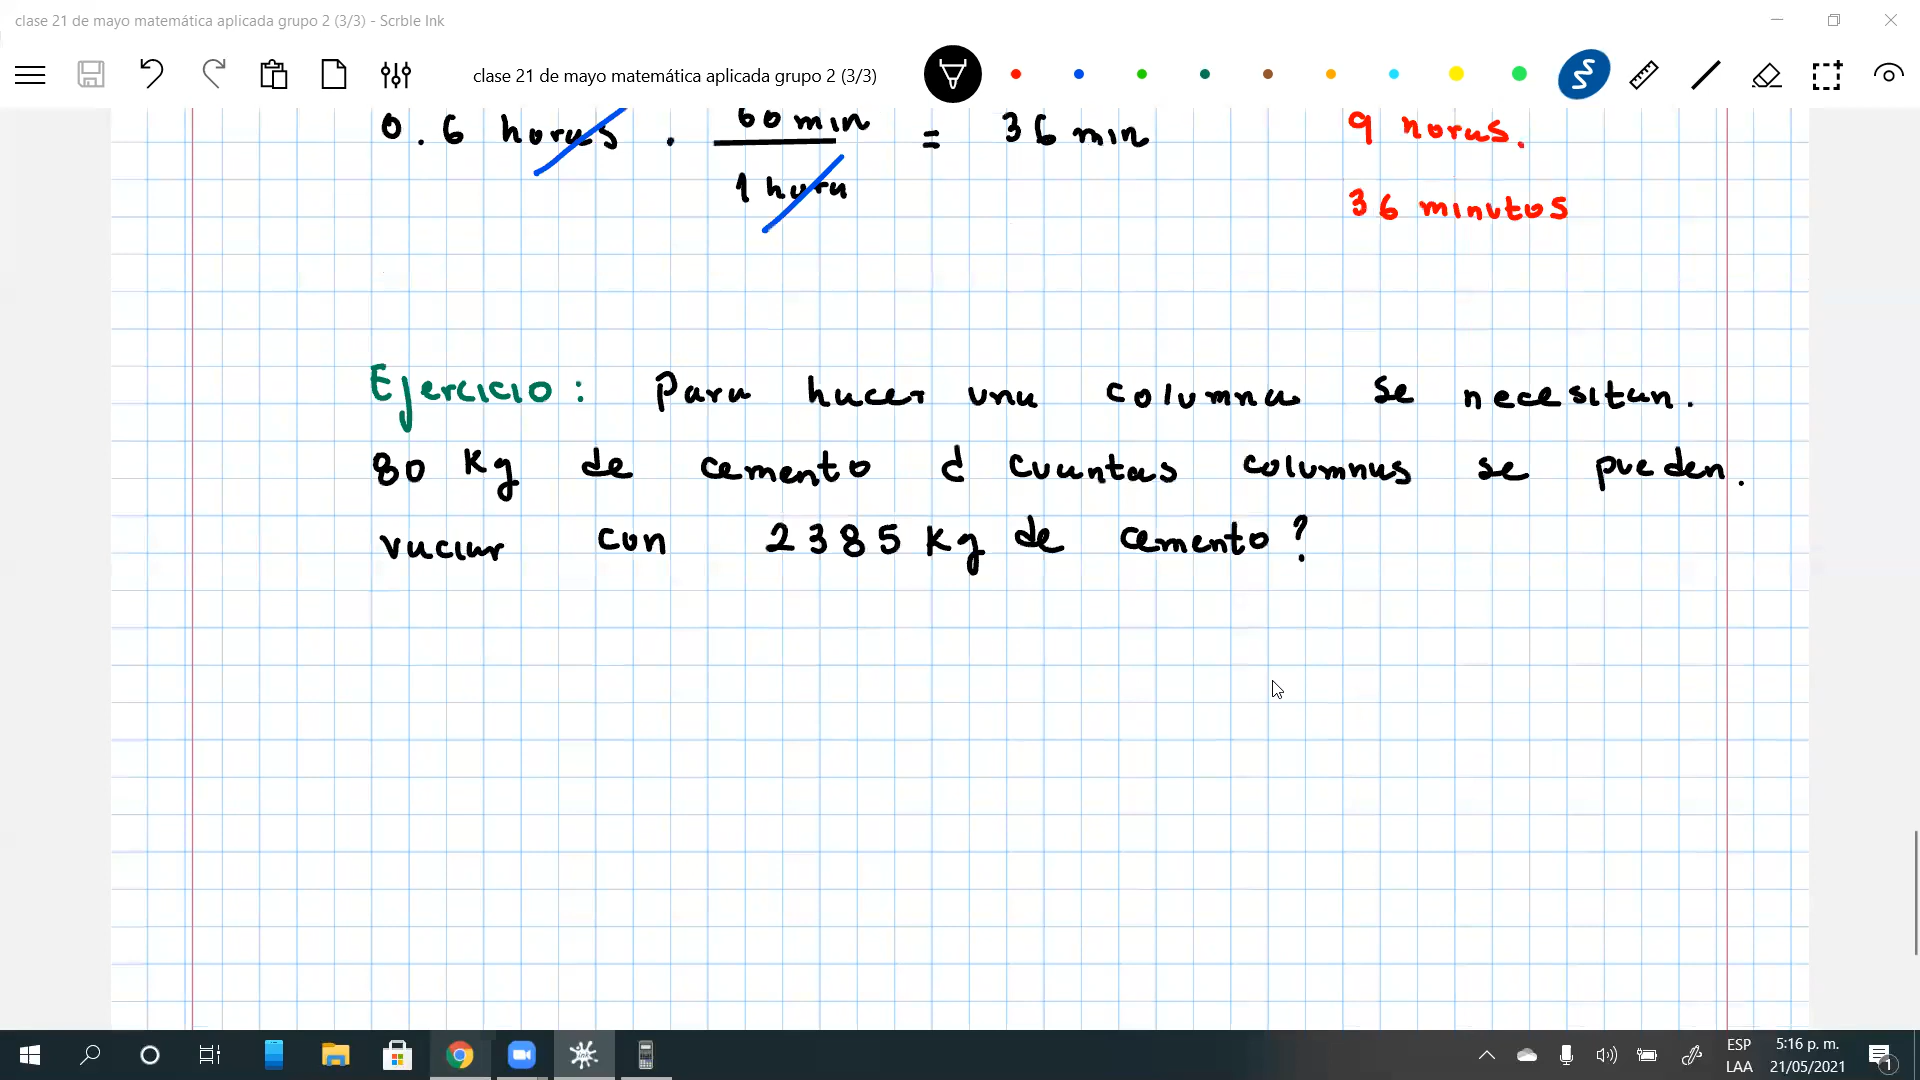 clase 21 de mayo matemática aplicada grupo 2 (3/3) - Scrble Ink
clase 21 de mayo matemática aplicada grupo 2 (3/3)
0.6 horas . 60 min = 36 min
1 hora
9 horas.
36 minutos
Ejercicio: Para hacer una columna se necesitan.
80 Kg de cemento ¿ cuantas columnas se pueden.
vaciar con 2385 Kg de cemento?
ESP
LAA
5:16 p. m.
21/05/2021
1